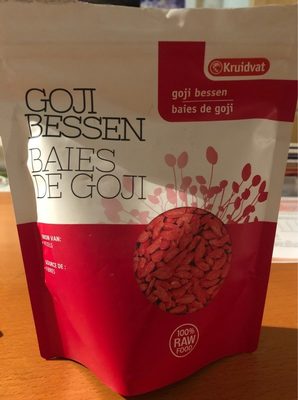 Kruidvat
goji bessen
baies de goji
GOJI
BESSEN
BAIES
DE GOJI
100%
RAW
FOOD